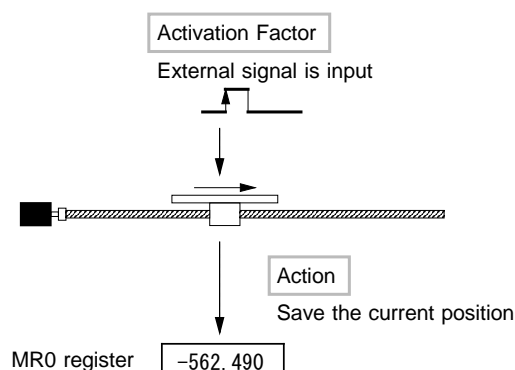 Activation Factor
External signal is input
Action
Save the current position
MR0 register
-562.490